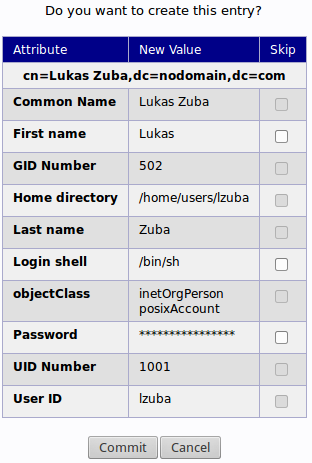 Do you want to create this entry?
Attribute New Value Skip
cn=Lukas Zuba,dc=nodomain,dc=com
Common Name Lukas Zuba
First name Lukas
GID Number 502
Home directory /home/users/lzuba
Last name Zuba
Login shell /bin/sh
objectClass inetOrgPerson
posixAccount
Password ****************
UID Number 1001
User ID lzuba
Commit Cancel